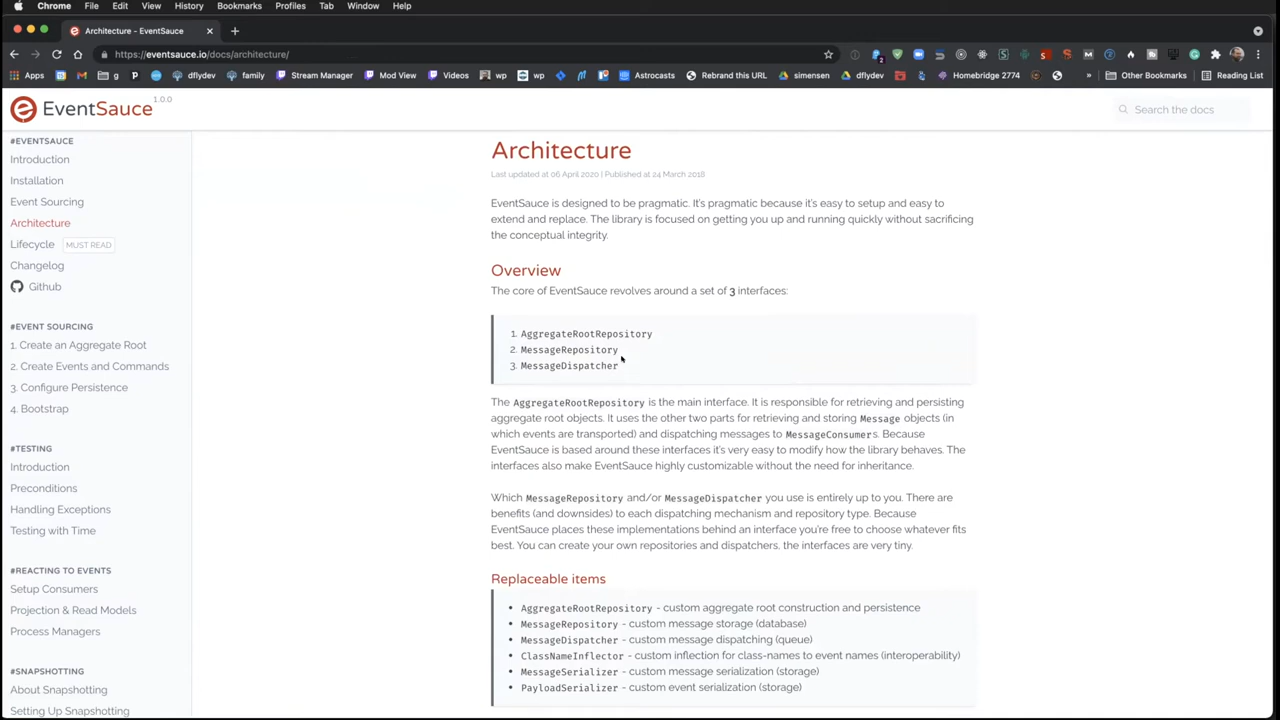 Chrome File Edit View History Bookmarks Profiles Tab Window Help
Architecture - EventSauce
https://eventsauce.io/docs/architecture/
Apps g P dflydev family Stream Manager Mod View Videos wp wp Astrocasts Rebrand this URL simensen dflydev Homebridge 2774 » Other Bookmarks Reading List
EventSauce 1.0.0
Search the docs
#EVENTSAUCE
Introduction
Installation
Event Sourcing
Architecture
Lifecycle MUST READ
Changelog
Github
#EVENT SOURCING
1. Create an Aggregate Root
2. Create Events and Commands
3. Configure Persistence
4. Bootstrap
#TESTING
Introduction
Preconditions
Handling Exceptions
Testing with Time
#REACTING TO EVENTS
Setup Consumers
Projection & Read Models
Process Managers
#SNAPSHOTTING
About Snapshotting
Setting Up Snapshotting
Architecture
Last updated at 06 April 2020 | Published at 24 March 2018
EventSauce is designed to be pragmatic. It's pragmatic because it's easy to setup and easy to
extend and replace. The library is focused on getting you up and running quickly without sacrificing
the conceptual integrity.
Overview
The core of EventSauce revolves around a set of 3 interfaces:
1. AggregateRootRepository
2. MessageRepository
3. MessageDispatcher
The AggregateRootRepository is the main interface. It is responsible for retrieving and persisting
aggregate root objects. It uses the other two parts for retrieving and storing Message objects (in
which events are transported) and dispatching messages to MessageConsumers. Because
EventSauce is based around these interfaces it's very easy to modify how the library behaves. The
interfaces also make EventSauce highly customizable without the need for inheritance.
Which MessageRepository and/or MessageDispatcher you use is entirely up to you. There are
benefits (and downsides) to each dispatching mechanism and repository type. Because
EventSauce places these implementations behind an interface you're free to choose whatever fits
best. You can create your own repositories and dispatchers, the interfaces are very tiny.
Replaceable items
• AggregateRootRepository - custom aggregate root construction and persistence
• MessageRepository - custom message storage (database)
• MessageDispatcher - custom message dispatching (queue)
• ClassNameInflector - custom inflection for class-names to event names (interoperability)
• MessageSerializer - custom message serialization (storage)
• PayloadSerializer - custom event serialization (storage)